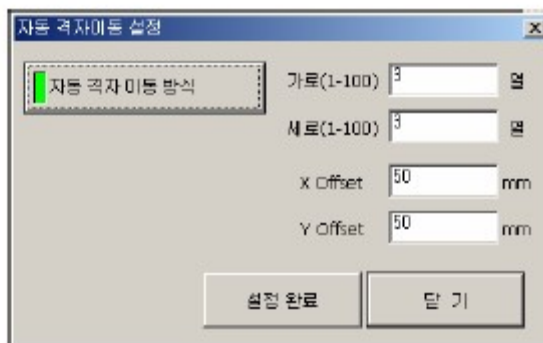 자동 격자이동 설정
자동 격자 이동 방식
가로(1-100) 3 열
세로(1-100) 3 열
X Offset 50 mm
Y Offset 50 mm
설정 완료 닫 기